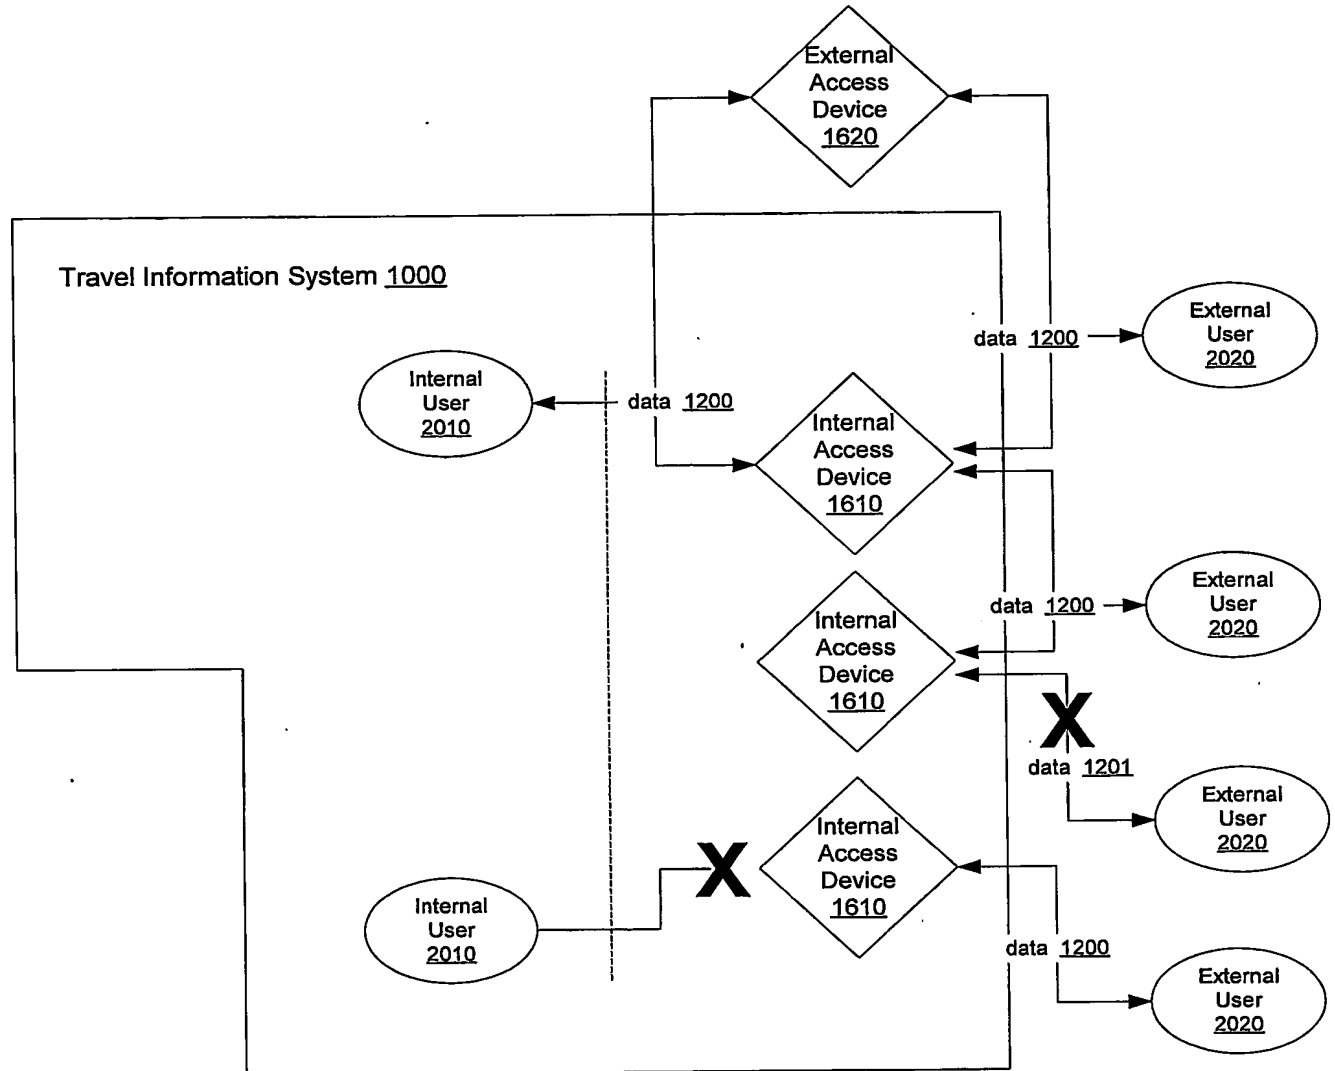 External
Access
Device
1620
Travel Information System 1000
External
User
2020
data 1200
Internal
User
2010
data 1200
Internal
Access
Device
1610
External
User
2020
data 1200
Internal
Access
Device
1610
X
data 1201
External
User
2020
Internal
Access
Device
1610
X
Internal
User
2010
data 1200
External
User
2020